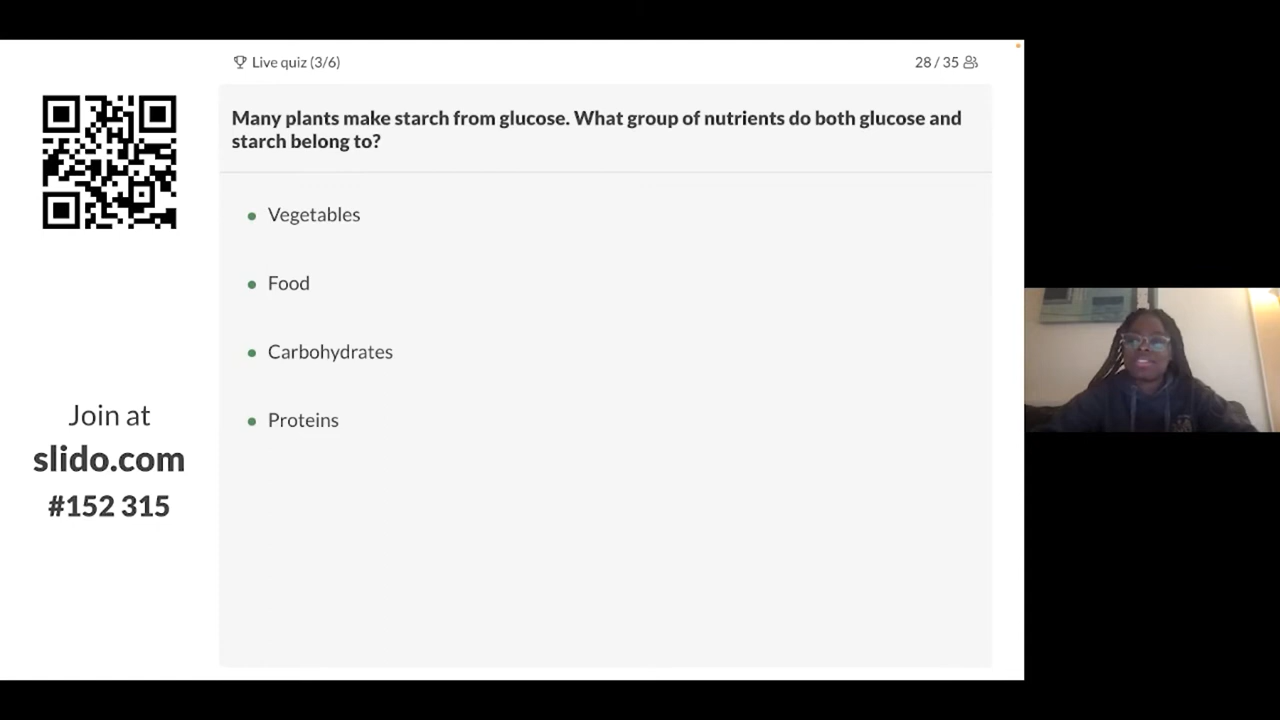 Live quiz (3/6)
28 / 35
Many plants make starch from glucose. What group of nutrients do both glucose and
starch belong to?
Vegetables
Food
Carbohydrates
Proteins
Join at
slido.com
#152 315